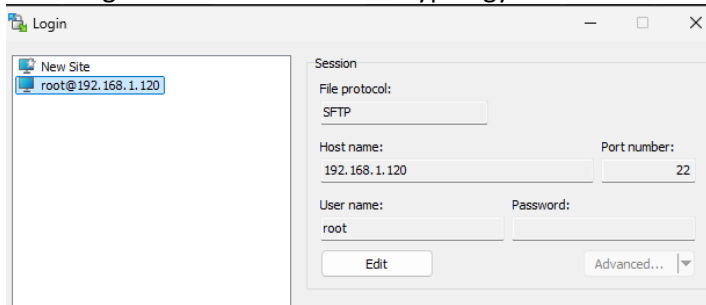 Login
New Site
root@192.168.1.120
Session
File protocol:
SFTP
Host name:
Port number:
192.168.1.120
22
User name:
Password:
root
Edit
Advanced...